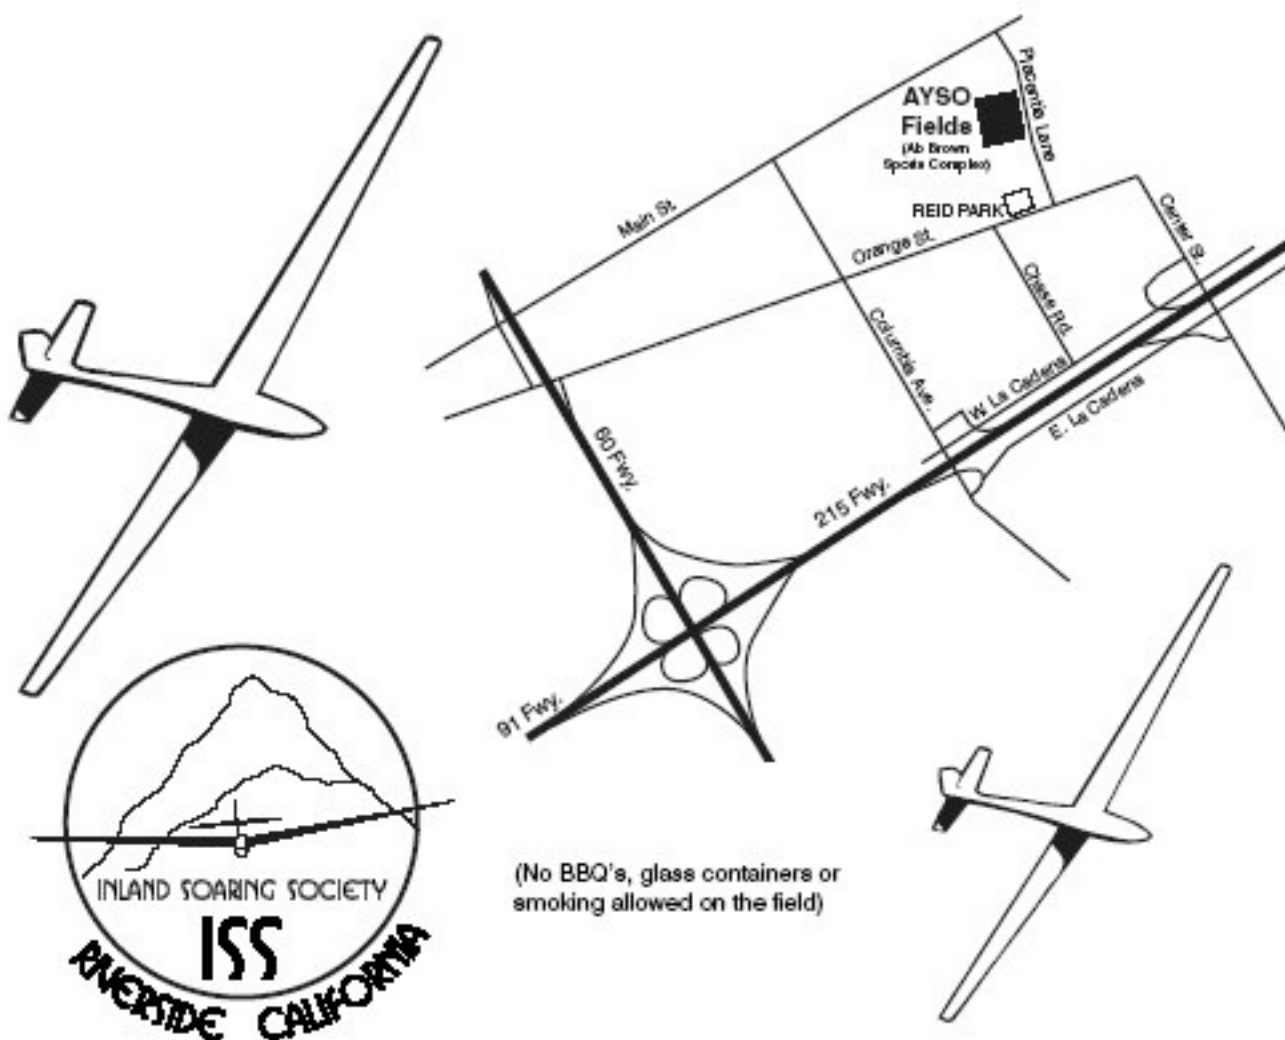 Placentia Lane
AYSO
Fields
(Ab Brown
Sports Complex)
REID PARK
Main St.
Orange St.
Center St.
Chase Rd.
Columbia Ave.
W. La Cadena
E. La Cadena
60 Fwy.
215 Fwy.
91 Fwy.
(No BBQ's, glass containers or
smoking allowed on the field)
INLAND SOARING SOCIETY
ISS
RIVERSIDE CALIFORNIA